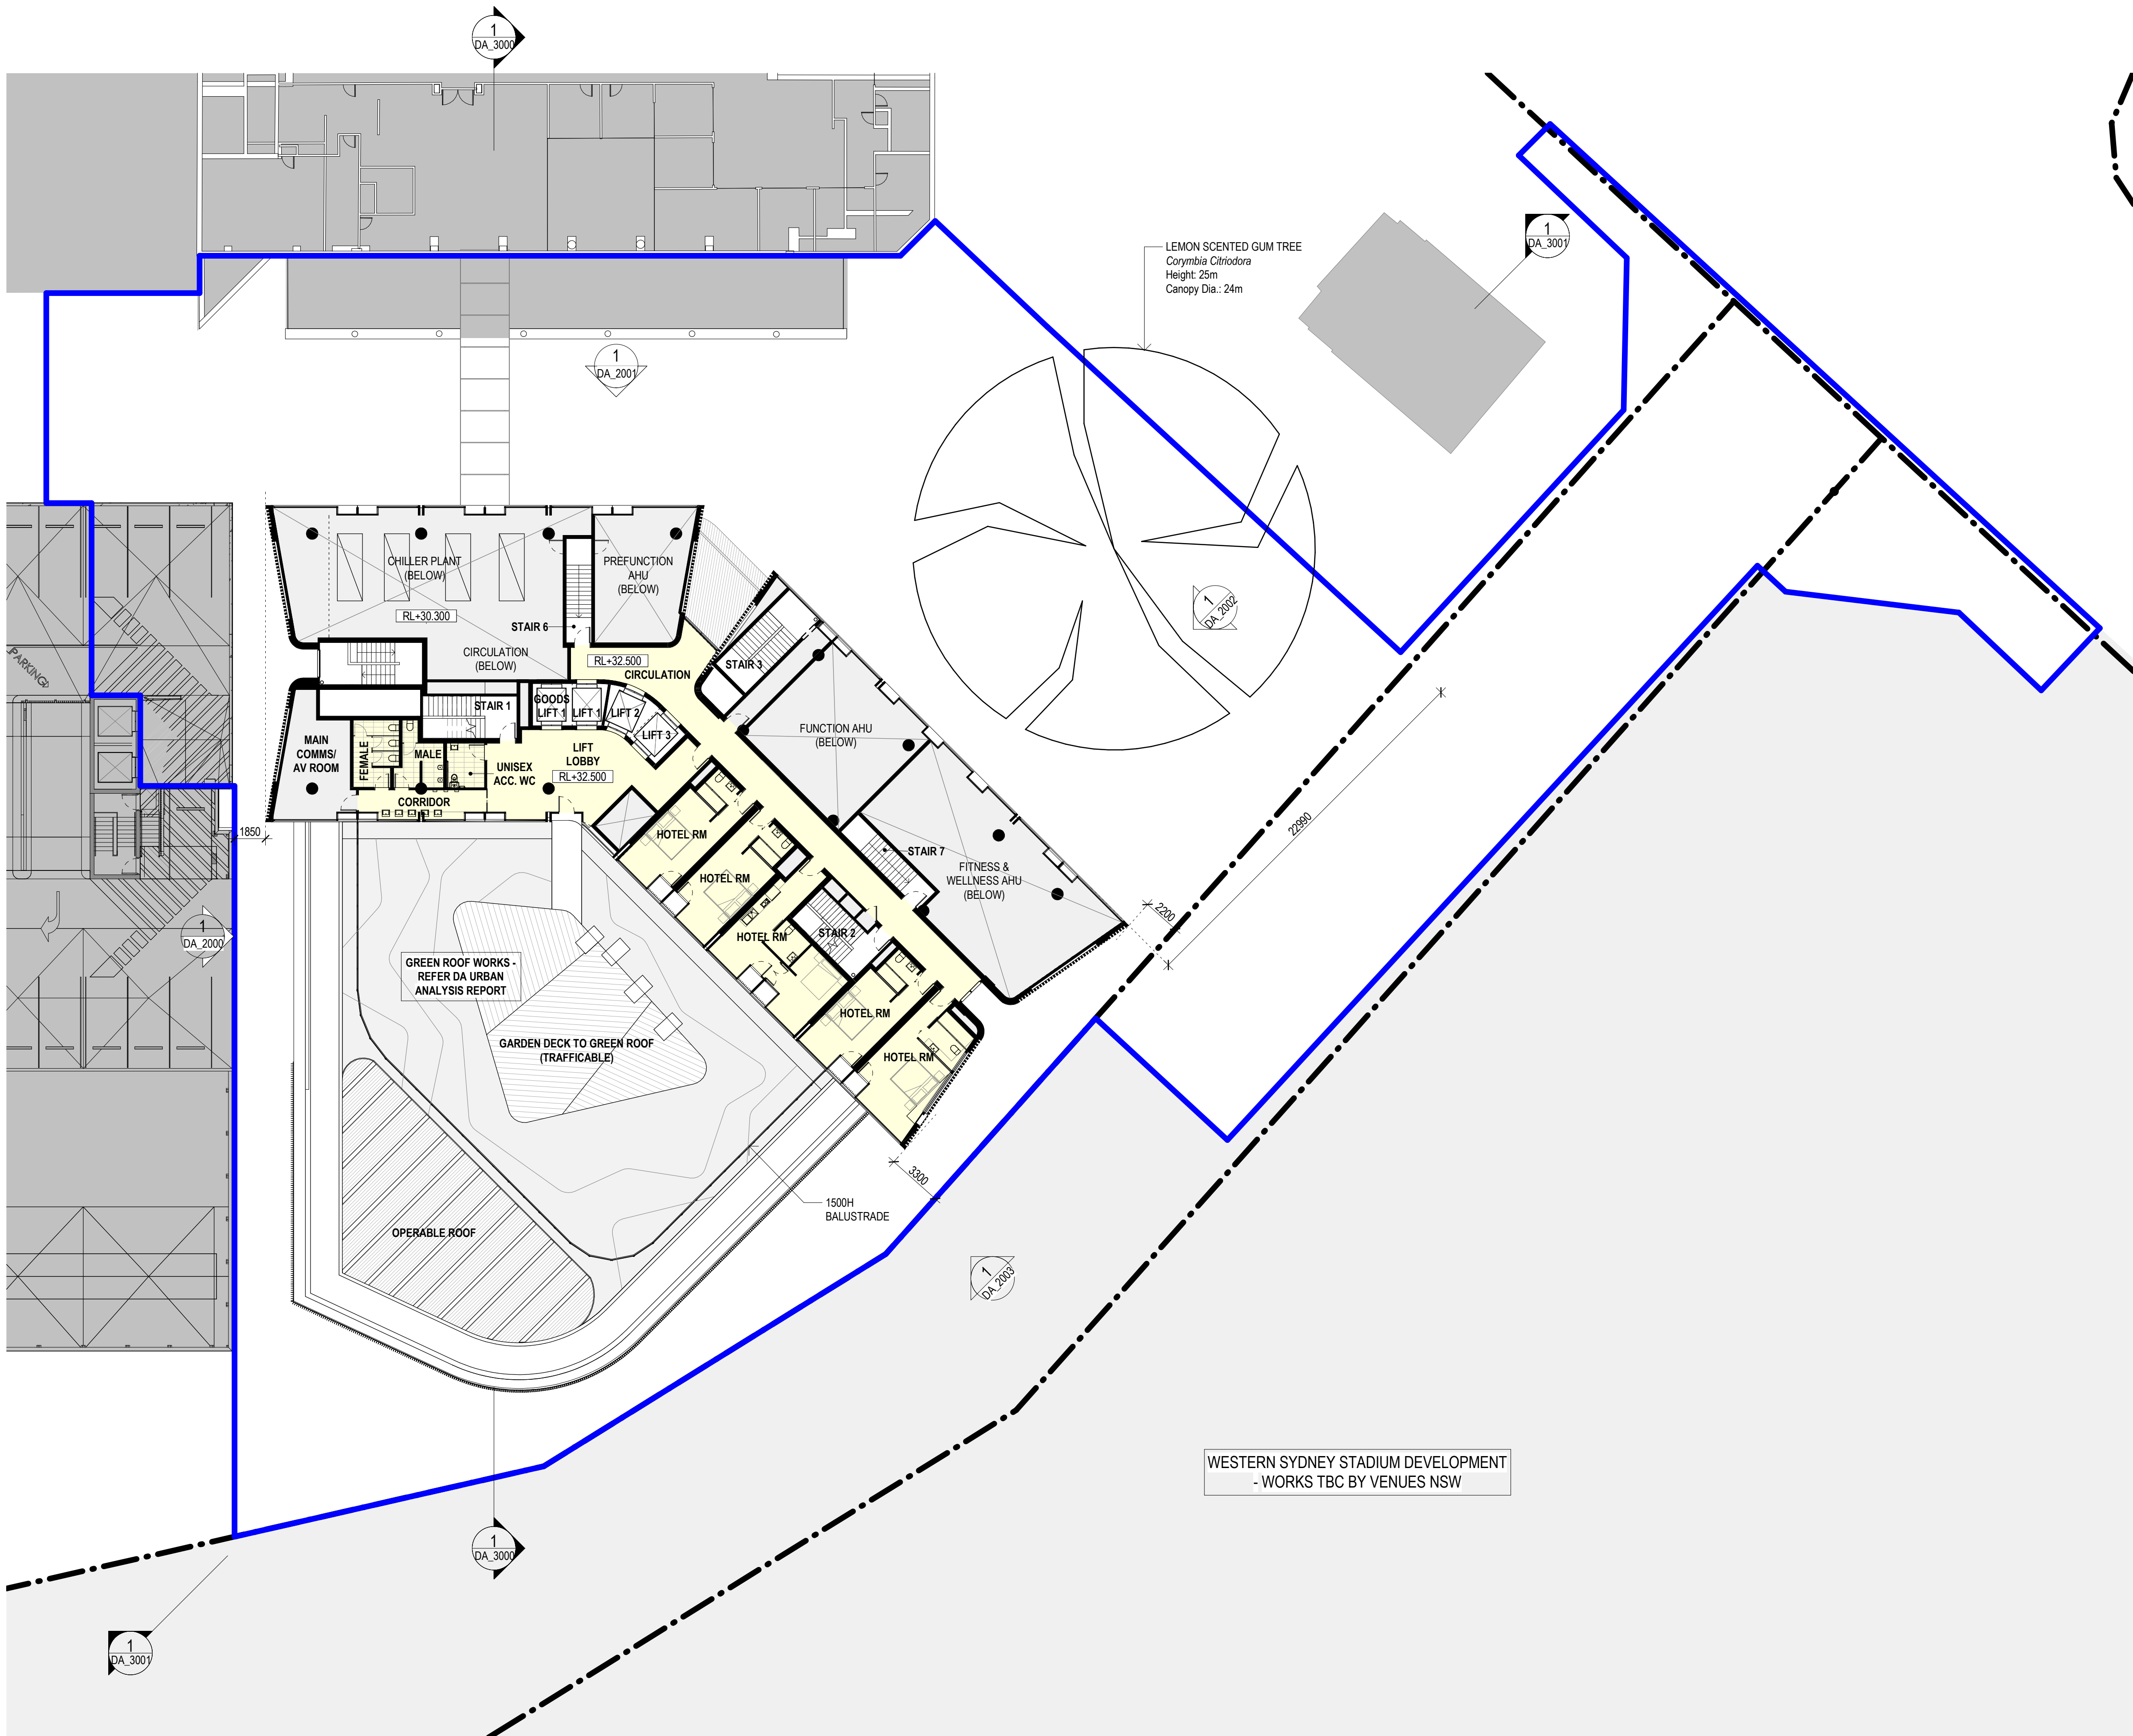 1
DA_3000
LEMON SCENTED GUM TREE
Corymbia Citriodora
Height: 25m
Canopy Dia.: 24m
1
DA_3001
1
DA_2001
CHILLER PLANT
(BELOW)
RL+30.300
PREFUNCTION
AHU
(BELOW)
STAIR 6
CIRCULATION
(BELOW)
RL+32.500
CIRCULATION
STAIR 3
1
DA_2002
PARKING
STAIR 1
GOODS
LIFT 1
LIFT 1
LIFT 2
LIFT 3
MAIN
COMMS/
AV ROOM
FEMALE
MALE
UNISEX
ACC. WC
LIFT
LOBBY
RL+32.500
CORRIDOR
FUNCTION AHU
(BELOW)
1850
HOTEL RM
HOTEL RM
HOTEL RM
STAIR 2
HOTEL RM
HOTEL RM
STAIR 7
FITNESS &
WELLNESS AHU
(BELOW)
22990
2200
1
DA_2000
GREEN ROOF WORKS -
REFER DA URBAN
ANALYSIS REPORT
GARDEN DECK TO GREEN ROOF
(TRAFFICABLE)
3300
1500H
BALUSTRADE
OPERABLE ROOF
1
DA_2003
WESTERN SYDNEY STADIUM DEVELOPMENT
- WORKS TBC BY VENUES NSW
1
DA_3000
1
DA_3001